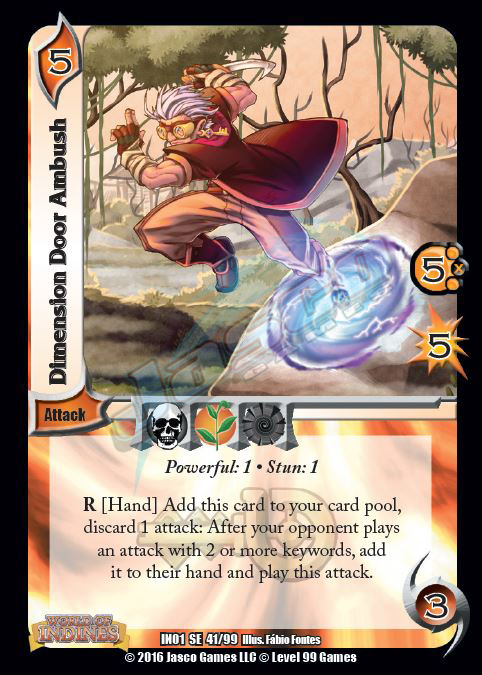 5
Dimension Door Ambush
5
5
Attack
Powerful: 1 • Stun: 1
R [Hand] Add this card to your card pool,
discard 1 attack: After your opponent plays
an attack with 2 or more keywords, add
it to their hand and play this attack.
3
WORLD OF
INDINES
IN01 SE 41/99 Illus. Fábio Fontes
© 2016 Jasco Games LLC © Level 99 Games